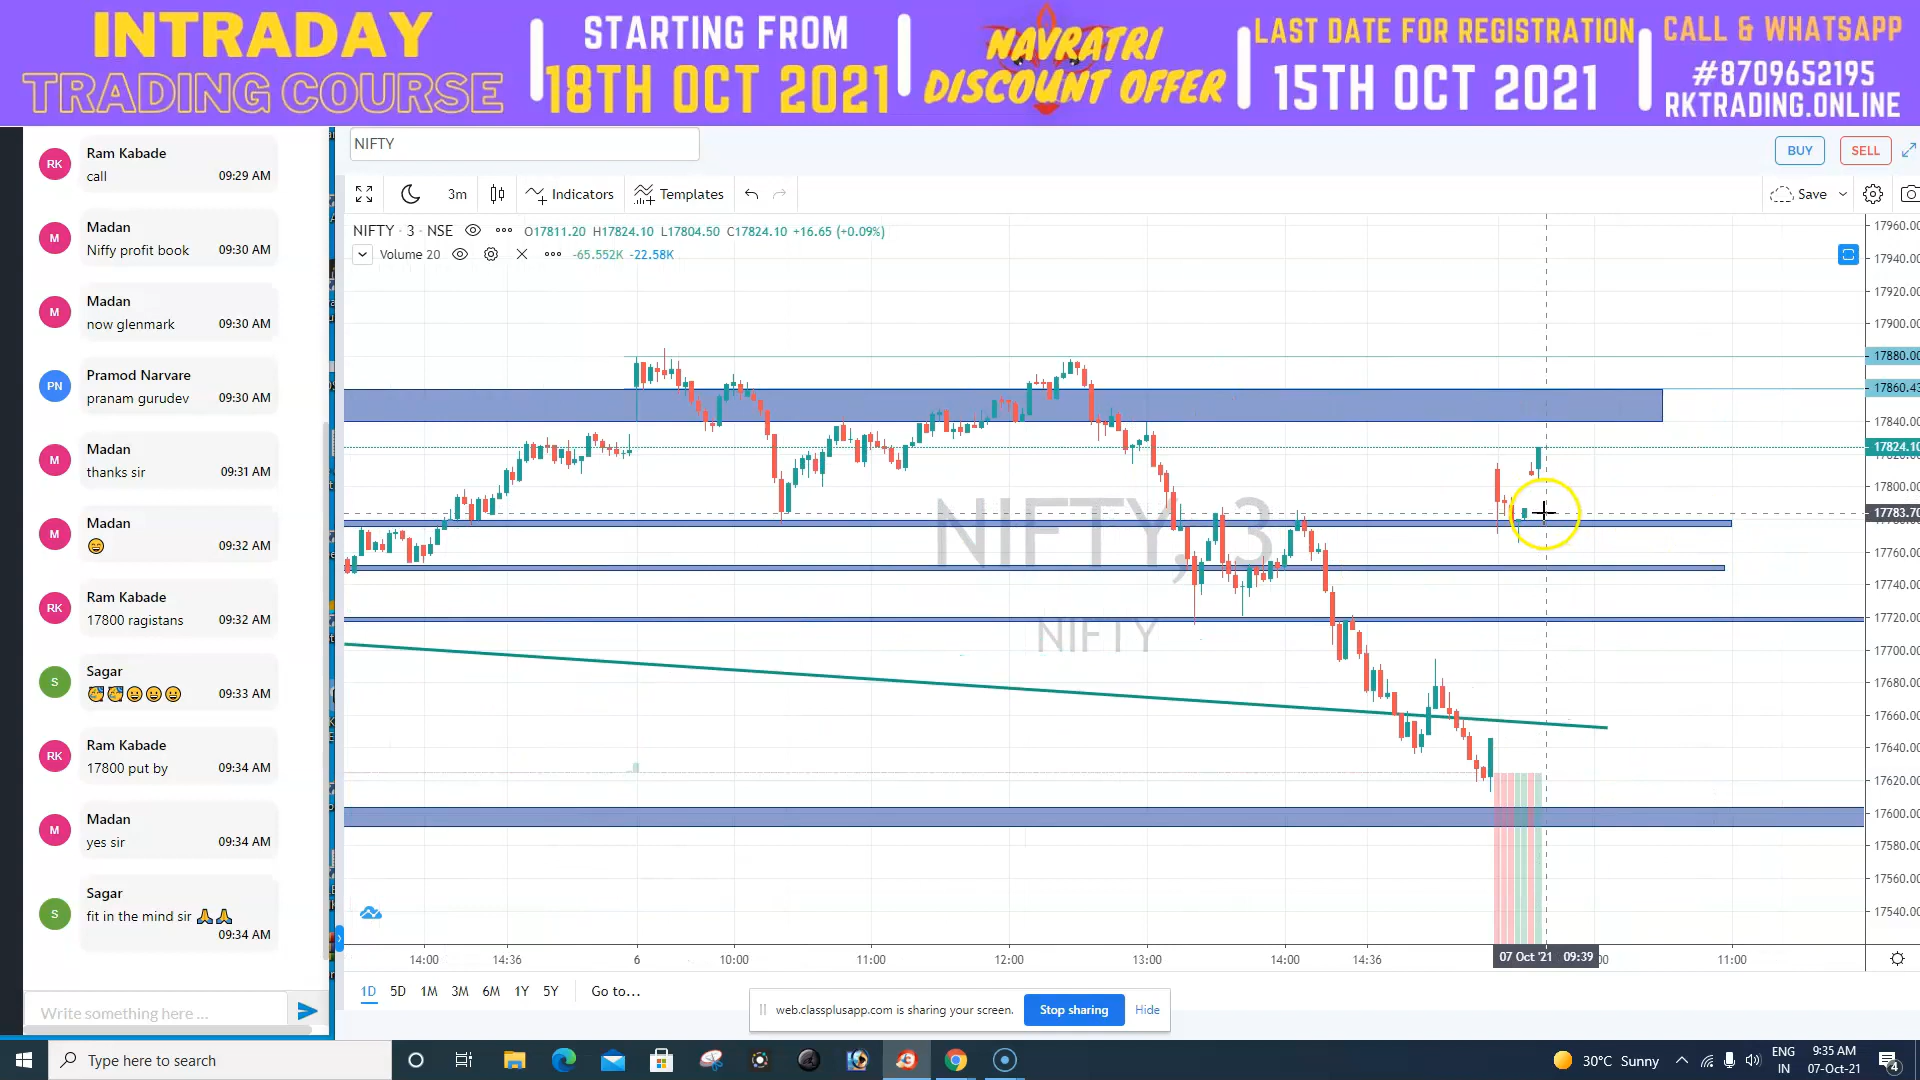 INTRADAY
TRADING COURSE
STARTING FROM
18TH OCT 2021
NAVRATRI
DISCOUNT OFFER
LAST DATE FOR REGISTRATION
15TH OCT 2021
CALL & WHATSAPP
#8709652195
RKTRADING.ONLINE
RK
Ram Kabade
call 09:29 AM
M
Madan
Niffy profit book 09:30 AM
M
Madan
now glenmark 09:30 AM
PN
Pramod Narvare
pranam gurudev 09:30 AM
M
Madan
thanks sir 09:31 AM
M
Madan
😄 09:32 AM
RK
Ram Kabade
17800 ragistans 09:32 AM
S
Sagar
09:33 AM
RK
Ram Kabade
17800 put by 09:34 AM
M
Madan
yes sir 09:34 AM
S
Sagar
fit in the mind sir 🙏🙏
09:34 AM
Write something here ...
NIFTY
BUY SELL
3m Indicators Templates Save
NIFTY · 3 · NSE O17811.20 H17824.10 L17804.50 C17824.10 +16.65 (+0.09%)
Volume 20 -65.552K -22.58K
NIFTY, 3
NIFTY
17960.00
17940.00
17920.00
17900.00
17880.00
17860.43
17840.00
17824.10
17800.00
17783.70
17760.00
17740.00
17720.00
17700.00
17680.00
17660.00
17640.00
17620.00
17600.00
17580.00
17560.00
17540.00
14:00 14:36 6 10:00 11:00 12:00 13:00 14:00 14:36 07 Oct '21 09:39 11:00
1D 5D 1M 3M 6M 1Y 5Y Go to...
web.classplusapp.com is sharing your screen. Stop sharing Hide
Type here to search
30°C Sunny
ENG
IN
9:35 AM
07-Oct-21
4